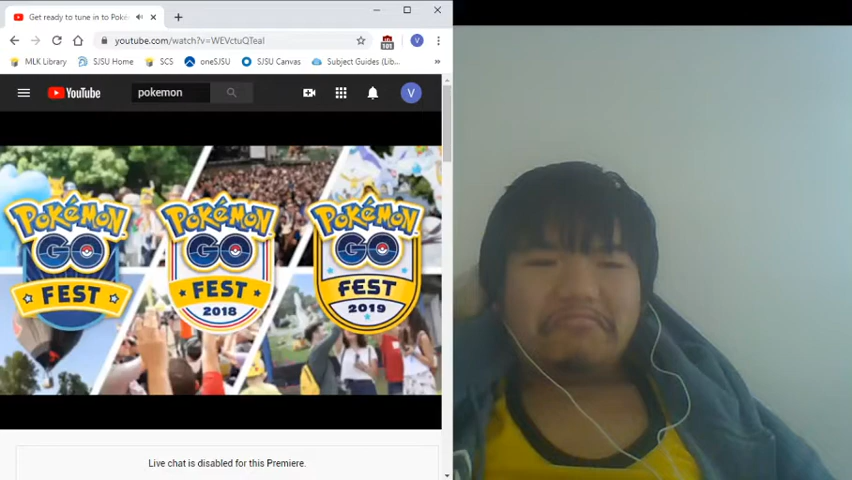 Get ready to tune in to Poké
youtube.com/watch?v=WEVctuQTeaI
101
V
MLK Library
SJSU Home
SCS
oneSJSU
SJSU Canvas
Subject Guides (Lib...
»
YouTube
pokemon
V
POKÉMON GO FEST
POKÉMON GO FEST 2018
POKÉMON GO FEST 2019
Live chat is disabled for this Premiere.